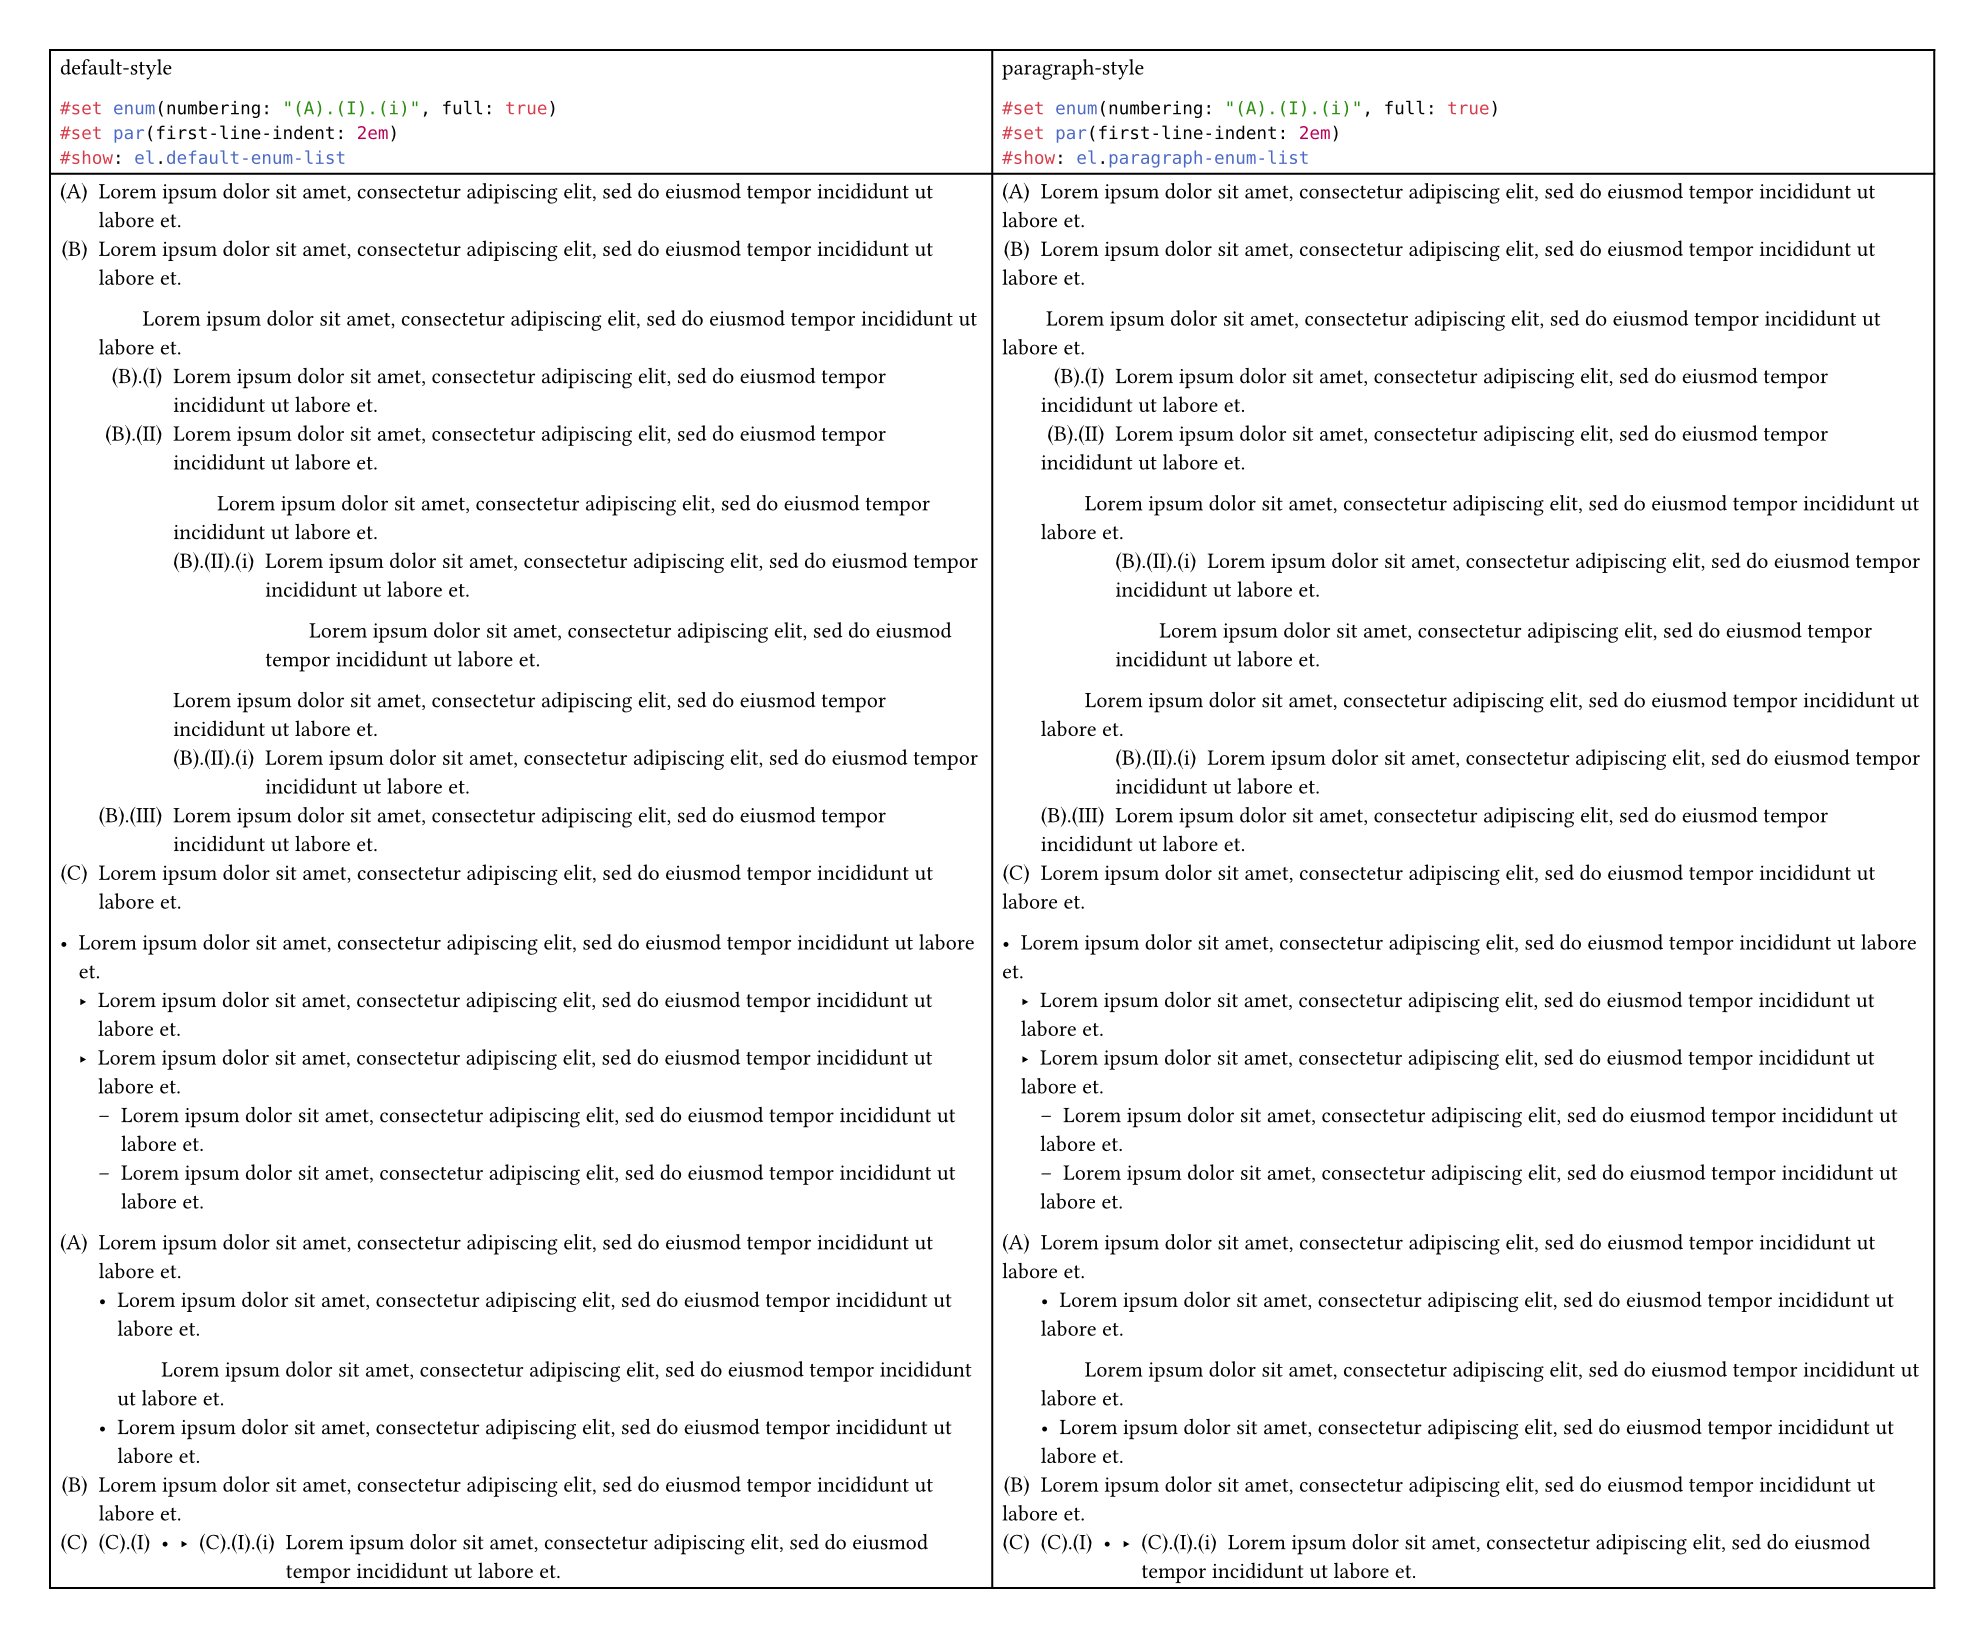 default-style
#set enum(numbering: "(A).(I).(i)", full: true)
#set par(first-line-indent: 2em)
#show: el.default-enum-list
(A) Lorem ipsum dolor sit amet, consectetur adipiscing elit, sed do eiusmod tempor incididunt ut
labore et.
(B) Lorem ipsum dolor sit amet, consectetur adipiscing elit, sed do eiusmod tempor incididunt ut
labore et.
Lorem ipsum dolor sit amet, consectetur adipiscing elit, sed do eiusmod tempor incididunt ut
labore et.
(B).(I) Lorem ipsum dolor sit amet, consectetur adipiscing elit, sed do eiusmod tempor
incididunt ut labore et.
(B).(II) Lorem ipsum dolor sit amet, consectetur adipiscing elit, sed do eiusmod tempor
incididunt ut labore et.
Lorem ipsum dolor sit amet, consectetur adipiscing elit, sed do eiusmod tempor
incididunt ut labore et.
(B).(II).(i) Lorem ipsum dolor sit amet, consectetur adipiscing elit, sed do eiusmod tempor
incididunt ut labore et.
Lorem ipsum dolor sit amet, consectetur adipiscing elit, sed do eiusmod
tempor incididunt ut labore et.
Lorem ipsum dolor sit amet, consectetur adipiscing elit, sed do eiusmod tempor
incididunt ut labore et.
(B).(II).(i) Lorem ipsum dolor sit amet, consectetur adipiscing elit, sed do eiusmod tempor
incididunt ut labore et.
(B).(III) Lorem ipsum dolor sit amet, consectetur adipiscing elit, sed do eiusmod tempor
incididunt ut labore et.
(C) Lorem ipsum dolor sit amet, consectetur adipiscing elit, sed do eiusmod tempor incididunt ut
labore et.
• Lorem ipsum dolor sit amet, consectetur adipiscing elit, sed do eiusmod tempor incididunt ut labore
et.
‣ Lorem ipsum dolor sit amet, consectetur adipiscing elit, sed do eiusmod tempor incididunt ut
labore et.
‣ Lorem ipsum dolor sit amet, consectetur adipiscing elit, sed do eiusmod tempor incididunt ut
labore et.
– Lorem ipsum dolor sit amet, consectetur adipiscing elit, sed do eiusmod tempor incididunt ut
labore et.
– Lorem ipsum dolor sit amet, consectetur adipiscing elit, sed do eiusmod tempor incididunt ut
labore et.
(A) Lorem ipsum dolor sit amet, consectetur adipiscing elit, sed do eiusmod tempor incididunt ut
labore et.
• Lorem ipsum dolor sit amet, consectetur adipiscing elit, sed do eiusmod tempor incididunt ut
labore et.
Lorem ipsum dolor sit amet, consectetur adipiscing elit, sed do eiusmod tempor incididunt
ut labore et.
• Lorem ipsum dolor sit amet, consectetur adipiscing elit, sed do eiusmod tempor incididunt ut
labore et.
(B) Lorem ipsum dolor sit amet, consectetur adipiscing elit, sed do eiusmod tempor incididunt ut
labore et.
(C) (C).(I) • ‣ (C).(I).(i) Lorem ipsum dolor sit amet, consectetur adipiscing elit, sed do eiusmod
tempor incididunt ut labore et.
paragraph-style
#set enum(numbering: "(A).(I).(i)", full: true)
#set par(first-line-indent: 2em)
#show: el.paragraph-enum-list
(A) Lorem ipsum dolor sit amet, consectetur adipiscing elit, sed do eiusmod tempor incididunt ut
labore et.
(B) Lorem ipsum dolor sit amet, consectetur adipiscing elit, sed do eiusmod tempor incididunt ut
labore et.
Lorem ipsum dolor sit amet, consectetur adipiscing elit, sed do eiusmod tempor incididunt ut
labore et.
(B).(I) Lorem ipsum dolor sit amet, consectetur adipiscing elit, sed do eiusmod tempor
incididunt ut labore et.
(B).(II) Lorem ipsum dolor sit amet, consectetur adipiscing elit, sed do eiusmod tempor
incididunt ut labore et.
Lorem ipsum dolor sit amet, consectetur adipiscing elit, sed do eiusmod tempor incididunt ut
labore et.
(B).(II).(i) Lorem ipsum dolor sit amet, consectetur adipiscing elit, sed do eiusmod tempor
incididunt ut labore et.
Lorem ipsum dolor sit amet, consectetur adipiscing elit, sed do eiusmod tempor
incididunt ut labore et.
Lorem ipsum dolor sit amet, consectetur adipiscing elit, sed do eiusmod tempor incididunt ut
labore et.
(B).(II).(i) Lorem ipsum dolor sit amet, consectetur adipiscing elit, sed do eiusmod tempor
incididunt ut labore et.
(B).(III) Lorem ipsum dolor sit amet, consectetur adipiscing elit, sed do eiusmod tempor
incididunt ut labore et.
(C) Lorem ipsum dolor sit amet, consectetur adipiscing elit, sed do eiusmod tempor incididunt ut
labore et.
• Lorem ipsum dolor sit amet, consectetur adipiscing elit, sed do eiusmod tempor incididunt ut labore
et.
‣ Lorem ipsum dolor sit amet, consectetur adipiscing elit, sed do eiusmod tempor incididunt ut
labore et.
‣ Lorem ipsum dolor sit amet, consectetur adipiscing elit, sed do eiusmod tempor incididunt ut
labore et.
– Lorem ipsum dolor sit amet, consectetur adipiscing elit, sed do eiusmod tempor incididunt ut
labore et.
– Lorem ipsum dolor sit amet, consectetur adipiscing elit, sed do eiusmod tempor incididunt ut
labore et.
(A) Lorem ipsum dolor sit amet, consectetur adipiscing elit, sed do eiusmod tempor incididunt ut
labore et.
• Lorem ipsum dolor sit amet, consectetur adipiscing elit, sed do eiusmod tempor incididunt ut
labore et.
Lorem ipsum dolor sit amet, consectetur adipiscing elit, sed do eiusmod tempor incididunt ut
labore et.
• Lorem ipsum dolor sit amet, consectetur adipiscing elit, sed do eiusmod tempor incididunt ut
labore et.
(B) Lorem ipsum dolor sit amet, consectetur adipiscing elit, sed do eiusmod tempor incididunt ut
labore et.
(C) (C).(I) • ‣ (C).(I).(i) Lorem ipsum dolor sit amet, consectetur adipiscing elit, sed do eiusmod
tempor incididunt ut labore et.